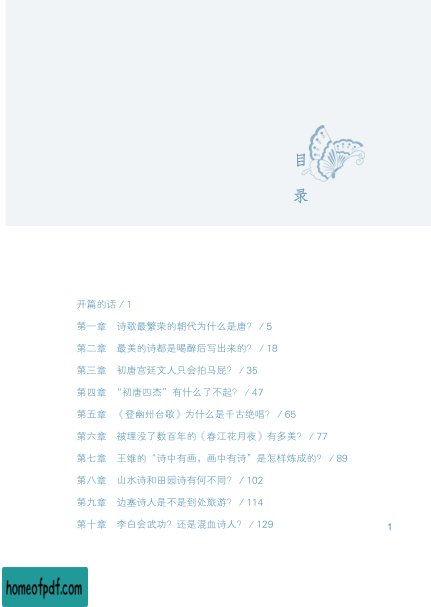 目
录
开篇的话 / 1
第一章 诗歌最繁荣的朝代为什么是唐？ / 5
第二章 最美的诗都是喝醉后写出来的？ / 18
第三章 初唐宫廷文人只会拍马屁？ / 35
第四章 “初唐四杰”有什么了不起？ / 47
第五章 《登幽州台歌》为什么是千古绝唱？ / 65
第六章 被埋没了数百年的《春江花月夜》有多美？ / 77
第七章 王维的“诗中有画，画中有诗”是怎样炼成的？ / 89
第八章 山水诗和田园诗有何不同？ / 102
第九章 边塞诗人是不是到处旅游？ / 114
第十章 李白会武功？还是混血诗人？ / 129
1
homeofpdf.com